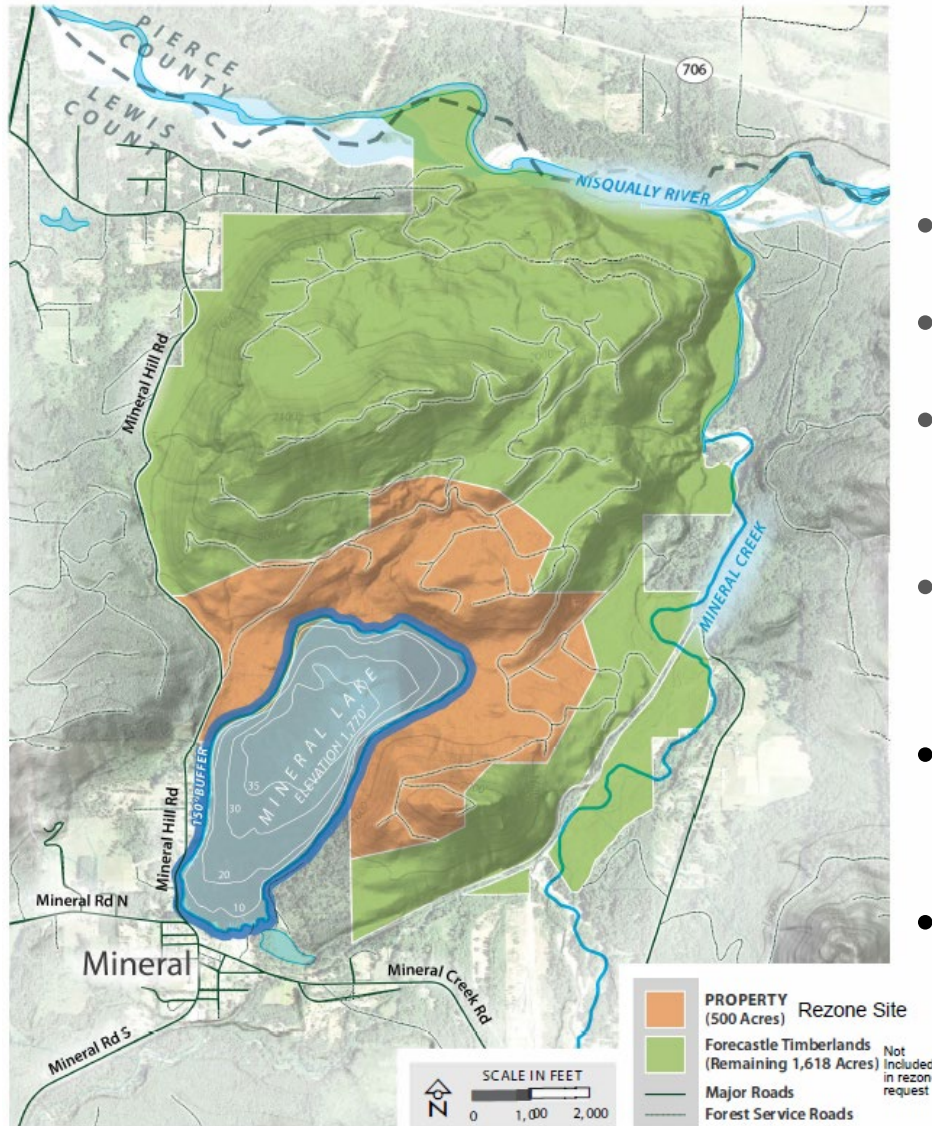 PIERCE
COUNTY
LEWIS
COUNT
706
NISQUALLY RIVER
Mineral Hill Rd
MINERAL CREEK
MINERAL LAKE
ELEVATION 1,770'
35
30
20
10
150' BUFFER
Mineral Hill Rd
Mineral Rd N
Mineral
Mineral Creek Rd
Mineral Rd S
N
SCALE IN FEET
0 1,000 2,000
PROPERTY
(500 Acres) Rezone Site
Forecastle Timberlands
(Remaining 1,618 Acres)
Not
Included
in rezon
request
Major Roads
Forest Service Roads